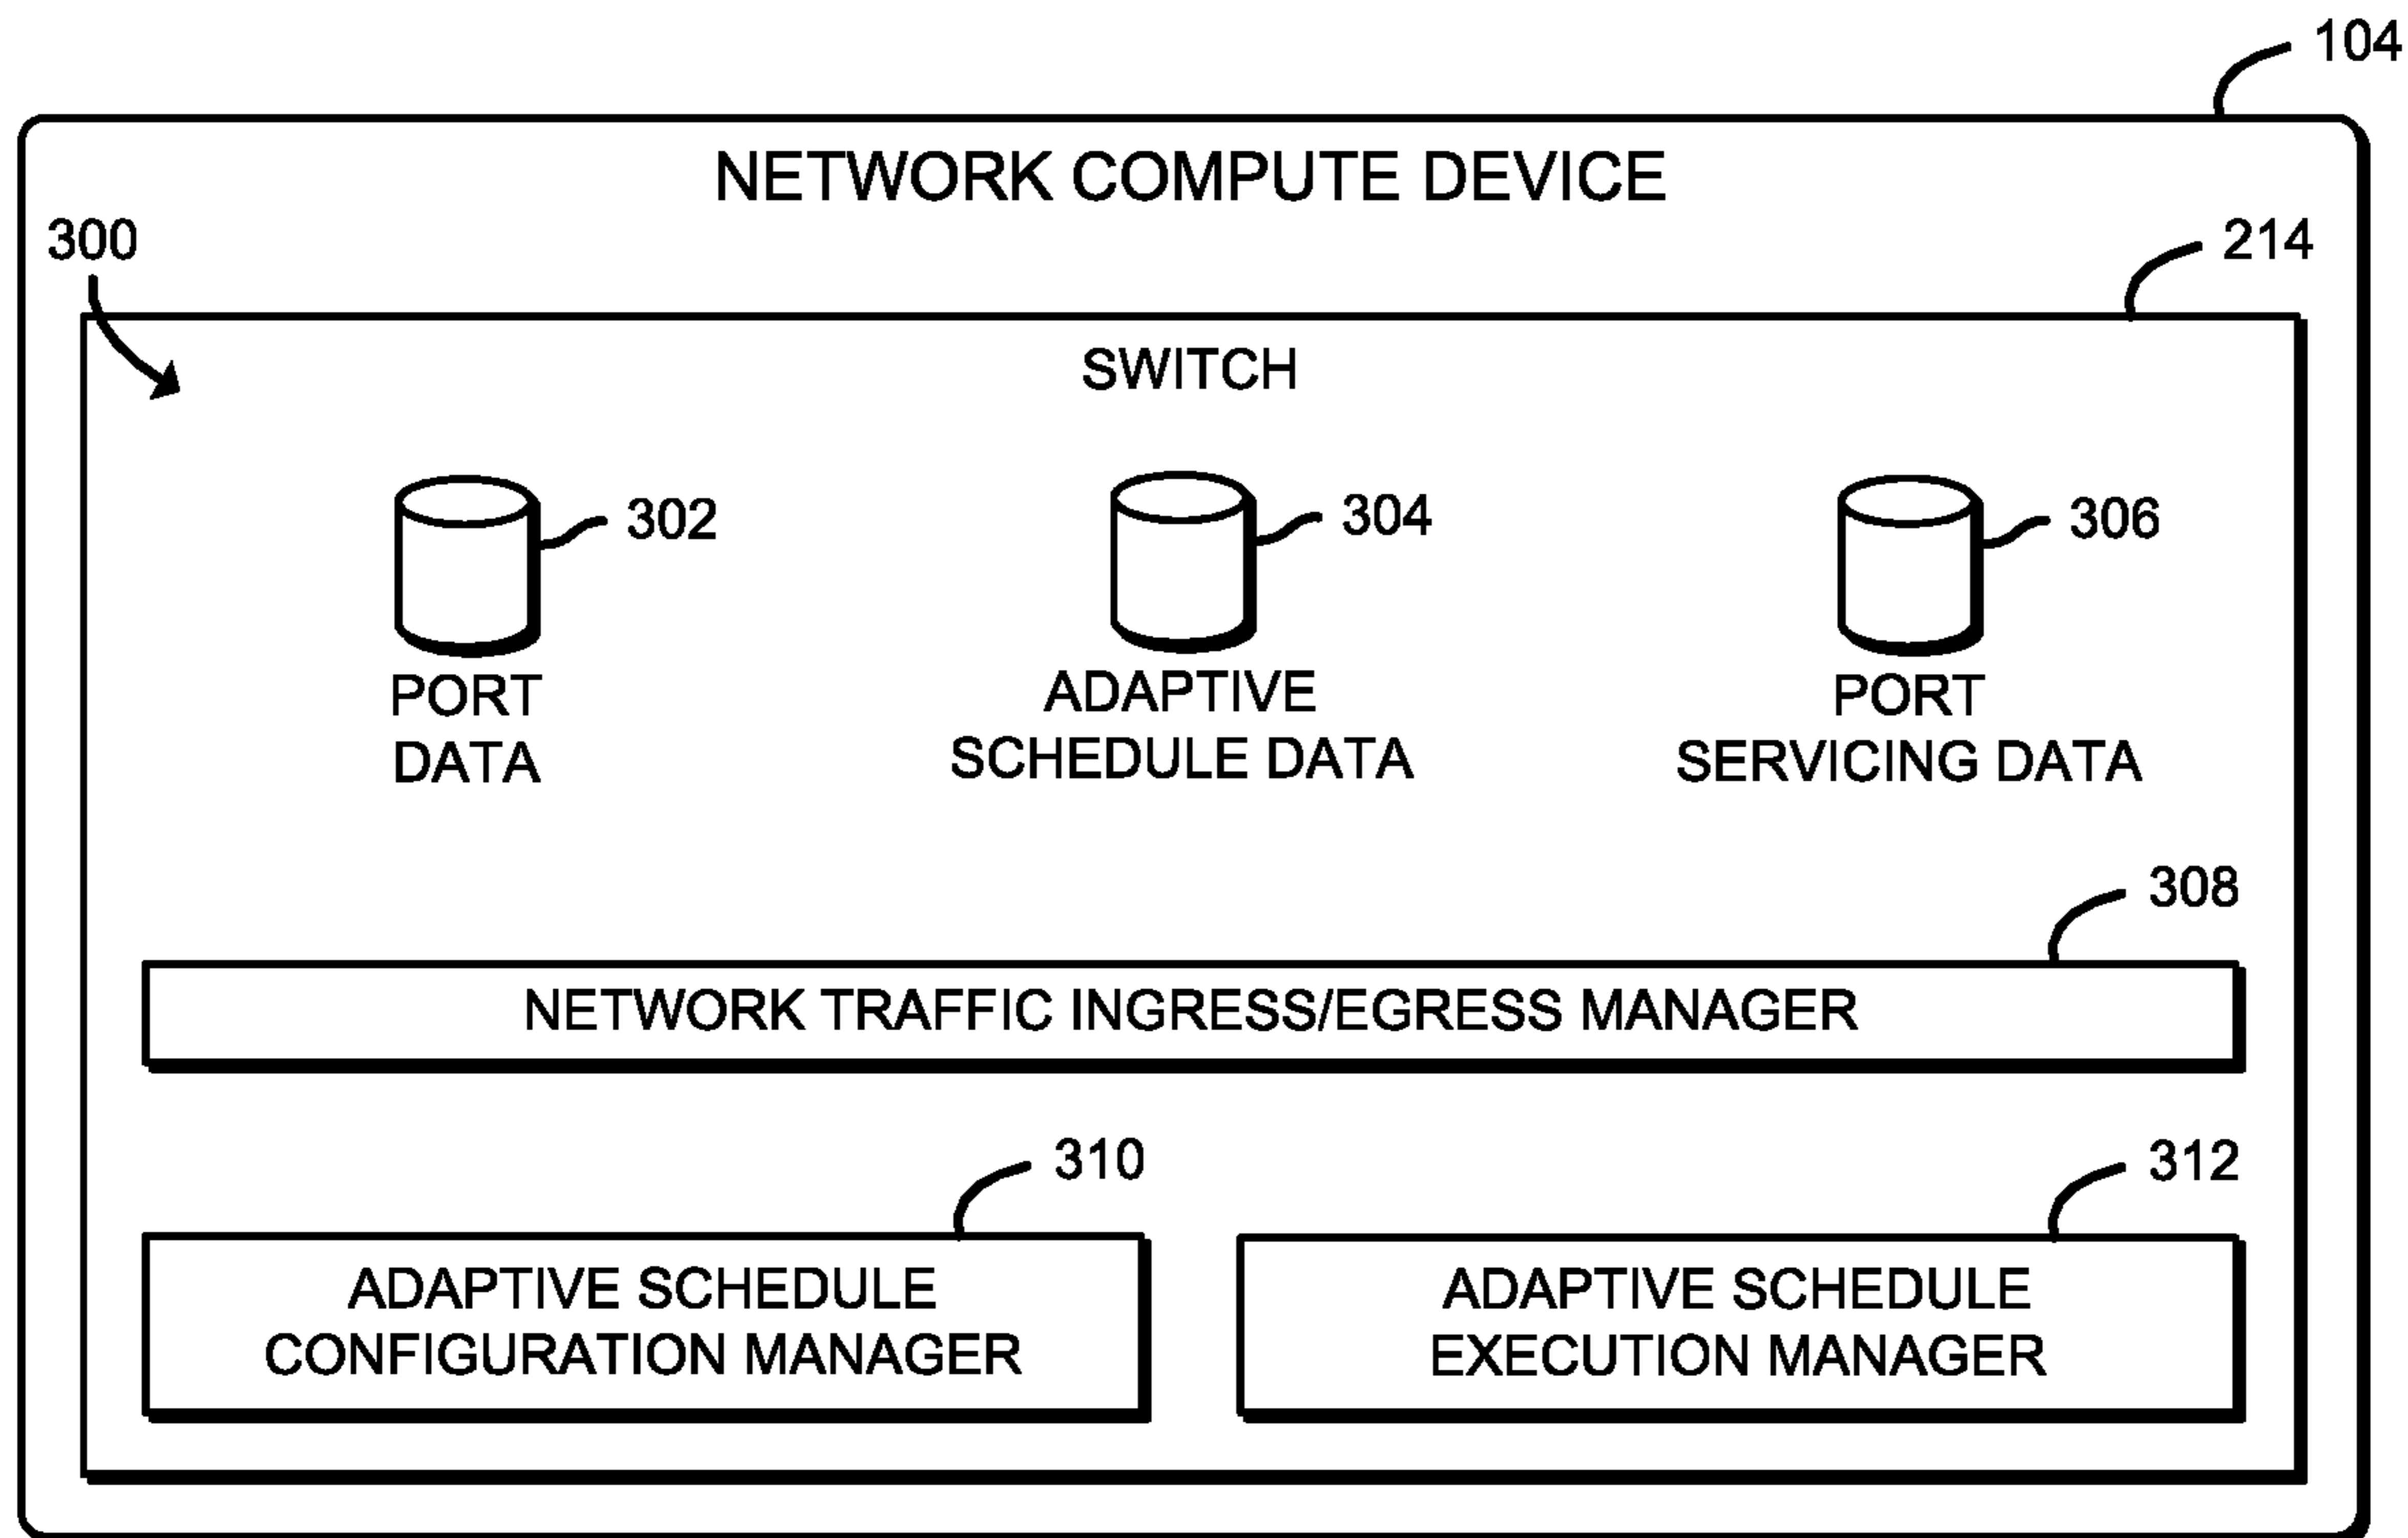 104
NETWORK COMPUTE DEVICE
300
214
SWITCH
302
304
306
PORT
DATA
ADAPTIVE
SCHEDULE DATA
PORT
SERVICING DATA
308
NETWORK TRAFFIC INGRESS/EGRESS MANAGER
310
312
ADAPTIVE SCHEDULE
CONFIGURATION MANAGER
ADAPTIVE SCHEDULE
EXECUTION MANAGER